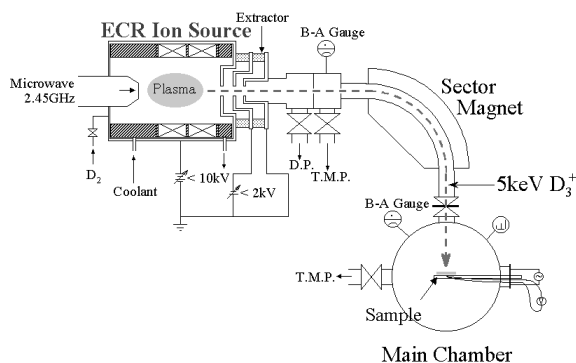 ECR Ion Source
Extractor
B-A Gauge
Microwave
2.45GHz
Plasma
Sector
Magnet
D₂
Coolant
< 10kV
< 2kV
D.P.
T.M.P.
5keV D₃⁺
B-A Gauge
T.M.P.
Sample
Main Chamber